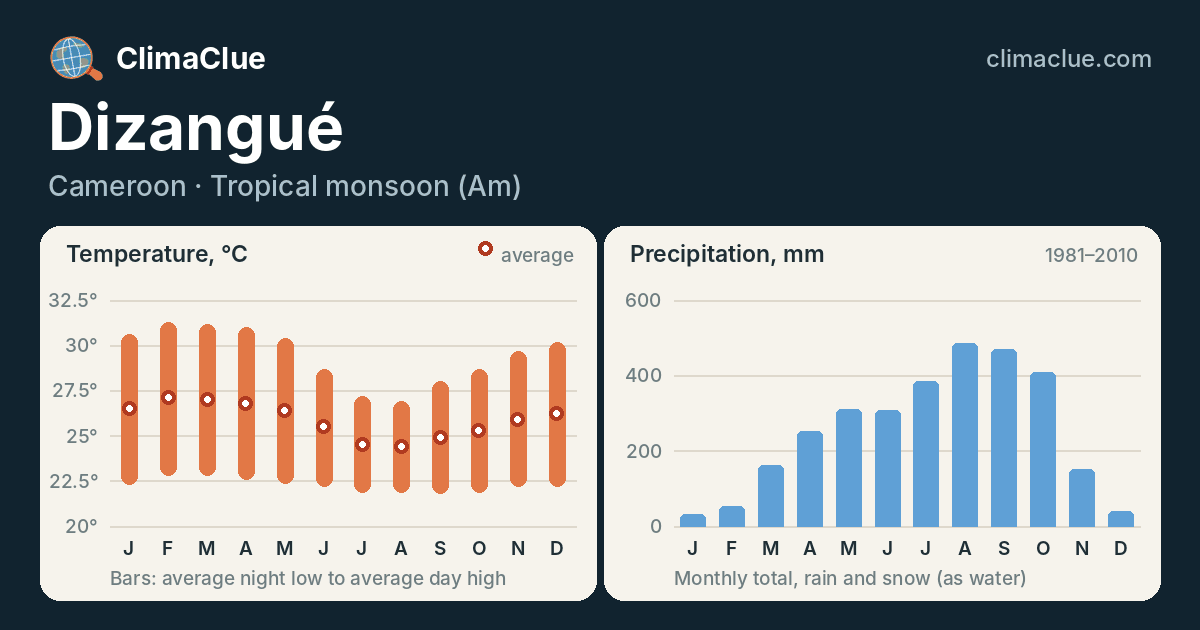 ClimaClue
climaclue.com
Dizangué
Cameroon · Tropical monsoon (Am)
Temperature, °C
average
32.5°
30°
27.5°
25°
22.5°
20°
J F M A M J J A S O N D
Bars: average night low to average day high
Precipitation, mm
1981–2010
600
400
200
0
J F M A M J J A S O N D
Monthly total, rain and snow (as water)